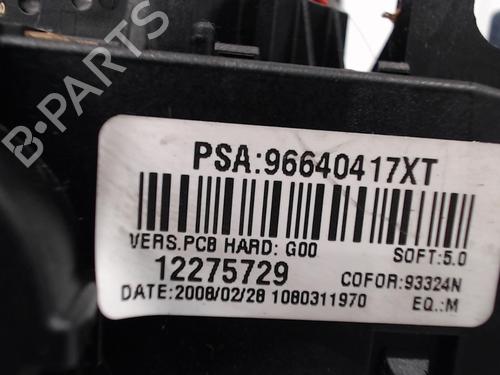 B-PARTS
PSA:96640417XT
VERS.PCB HARD: G00 SOFT:5.0
12275729 COFOR:93324N
DATE:2008/02/28 1080311970 EQ.:M